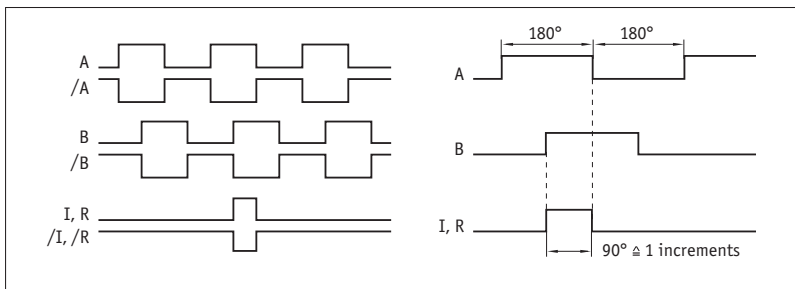 A
/A
B
/B
I, R
/I, /R
180° 180°
A
B
I, R
90° ≙ 1 increments